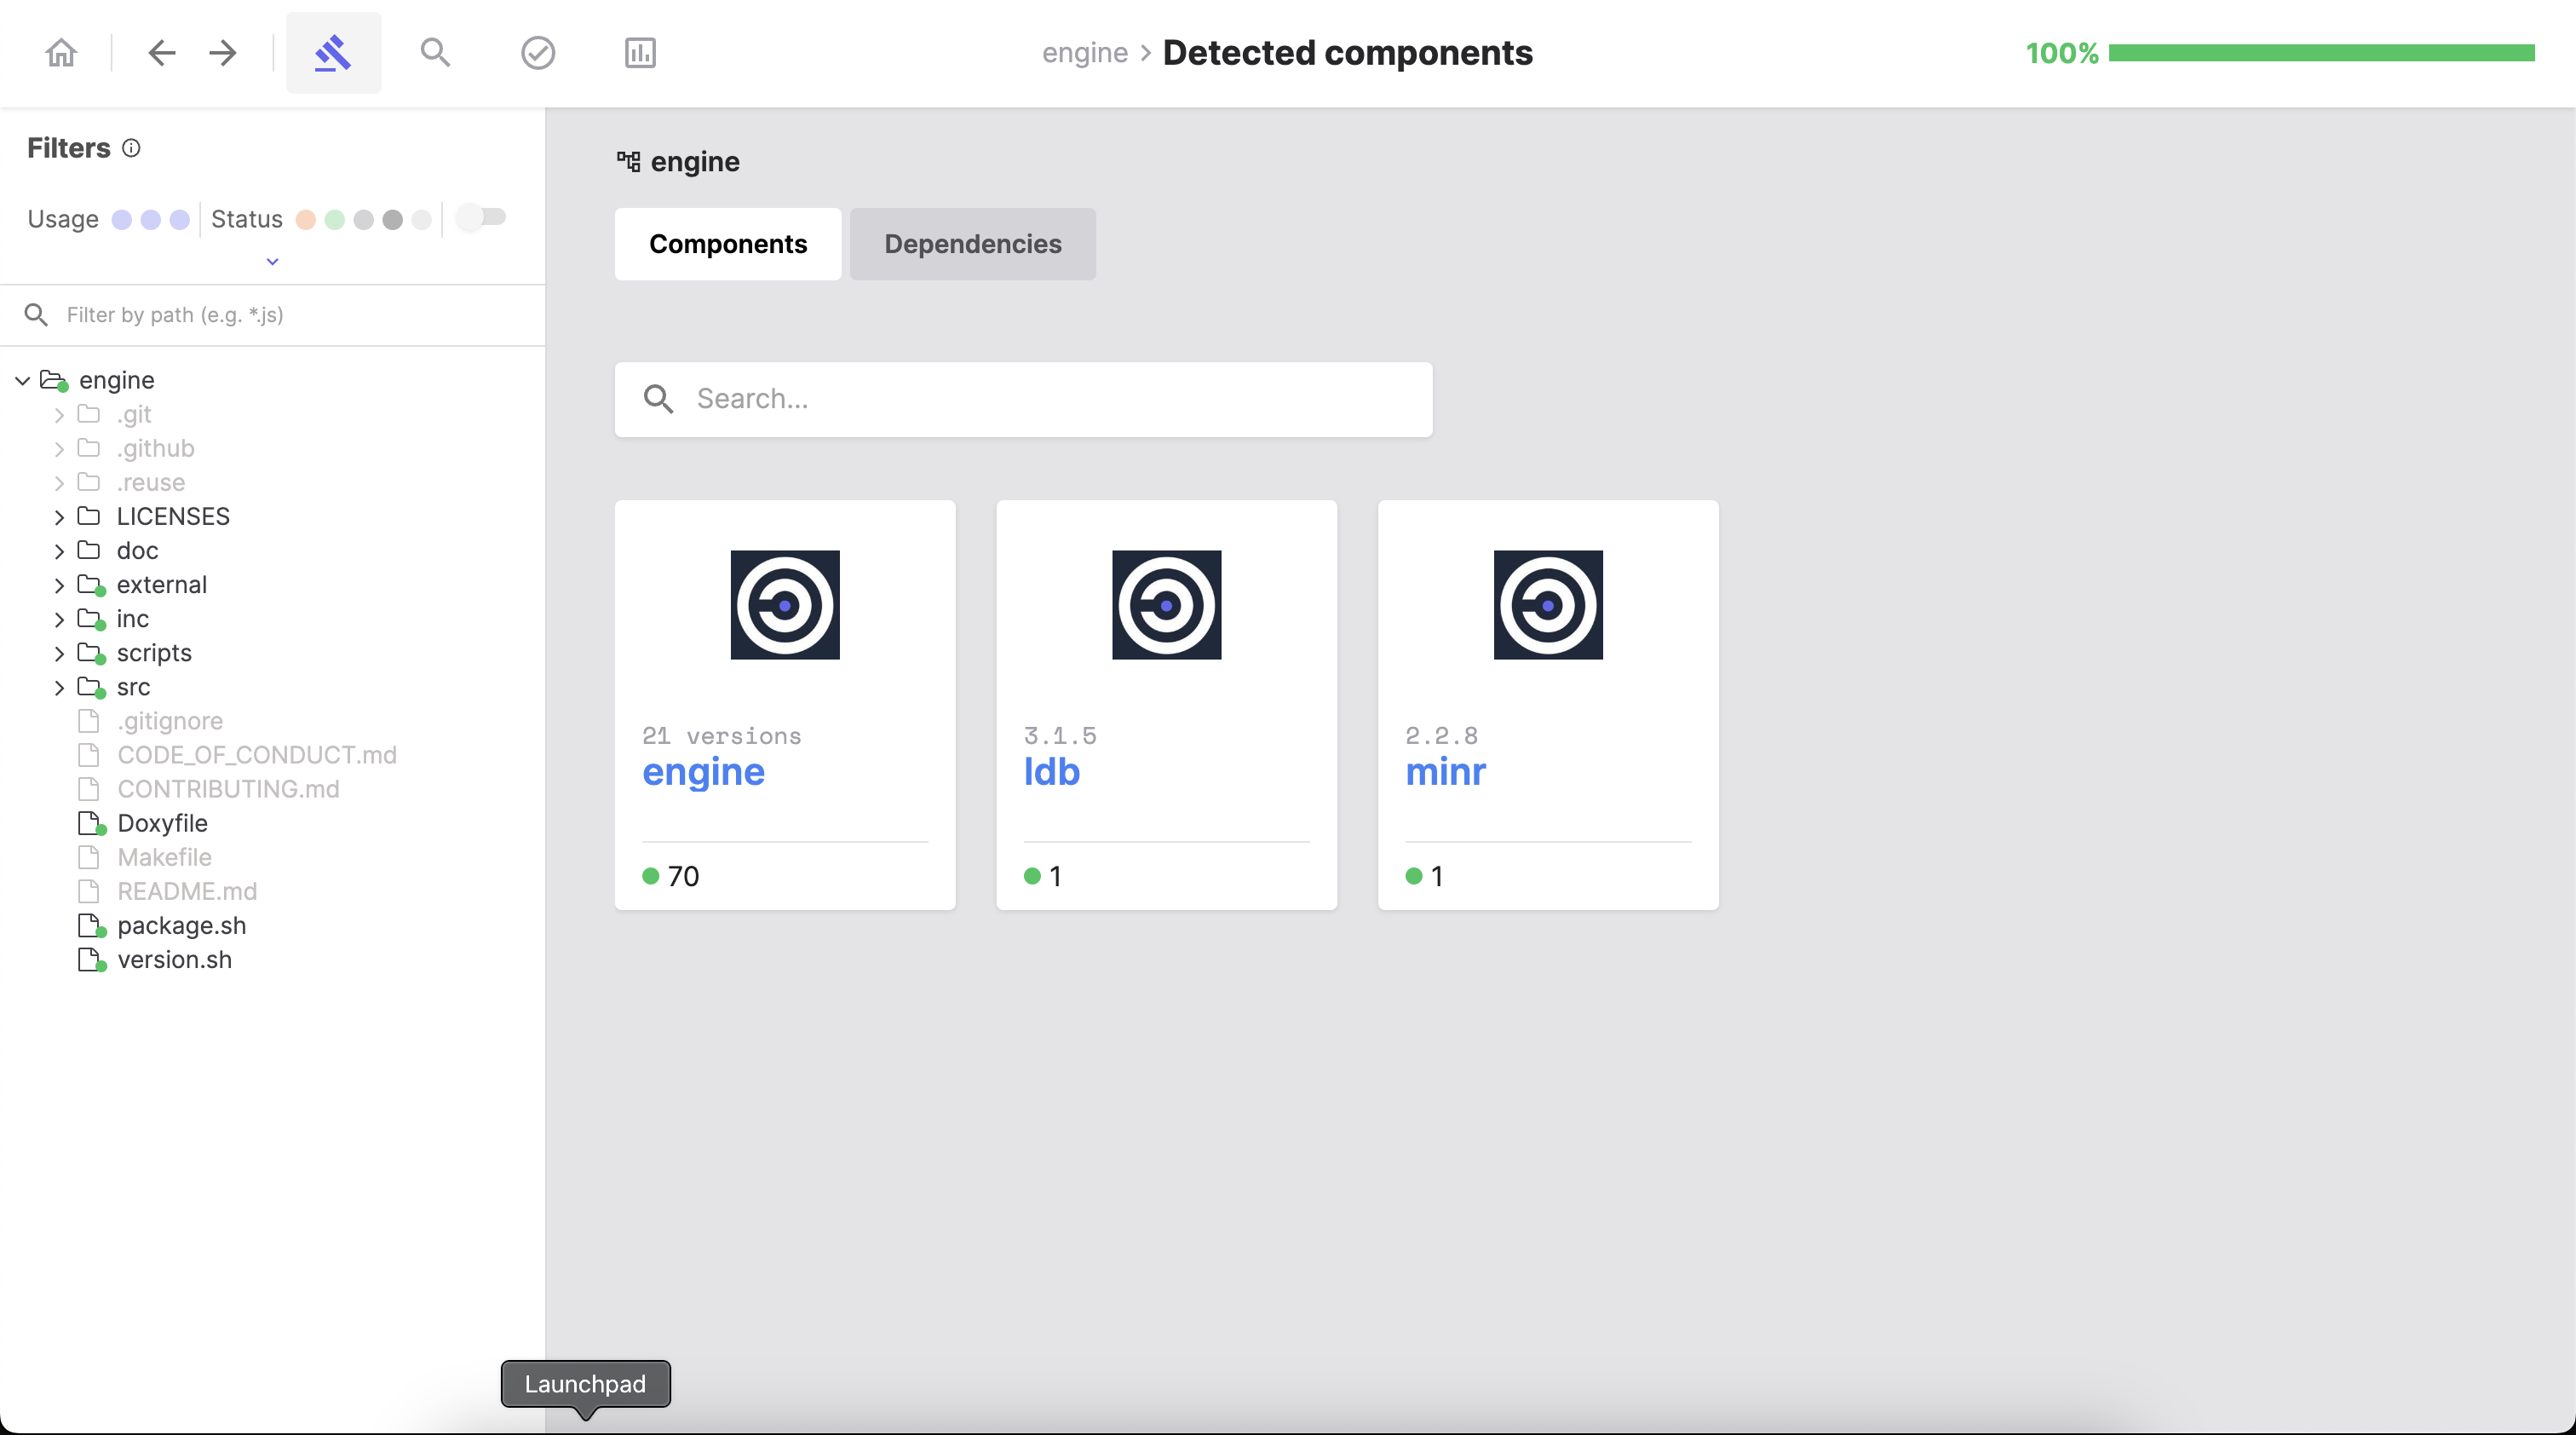 engine > Detected components
100%
Filters
Usage
Status
Filter by path (e.g. *.js)
engine
.git
.github
.reuse
LICENSES
doc
external
inc
scripts
src
.gitignore
CODE_OF_CONDUCT.md
CONTRIBUTING.md
Doxyfile
Makefile
README.md
package.sh
version.sh
engine
Components
Dependencies
Search...
21 versions
engine
70
3.1.5
ldb
1
2.2.8
minr
1
Launchpad